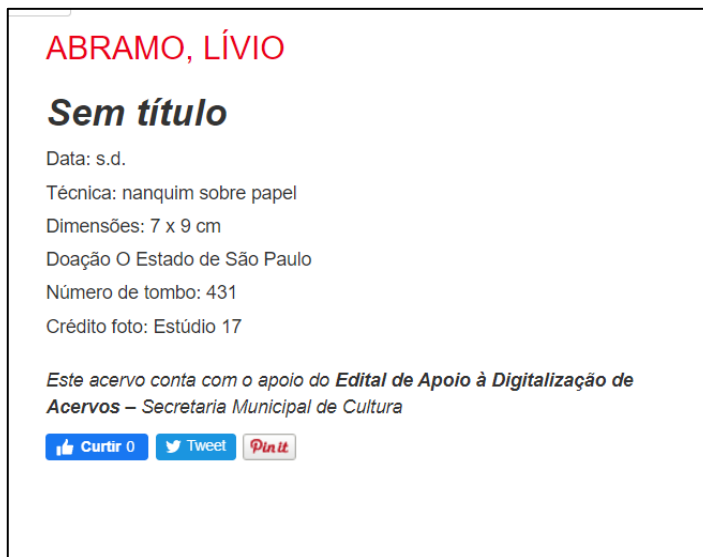 ABRAMO, LÍVIO
Sem título
Data: s.d.
Técnica: nanquim sobre papel
Dimensões: 7 x 9 cm
Doação O Estado de São Paulo
Número de tombo: 431
Crédito foto: Estúdio 17
Este acervo conta com o apoio do Edital de Apoio à Digitalização de
Acervos – Secretaria Municipal de Cultura
Curtir 0 Tweet Pin it